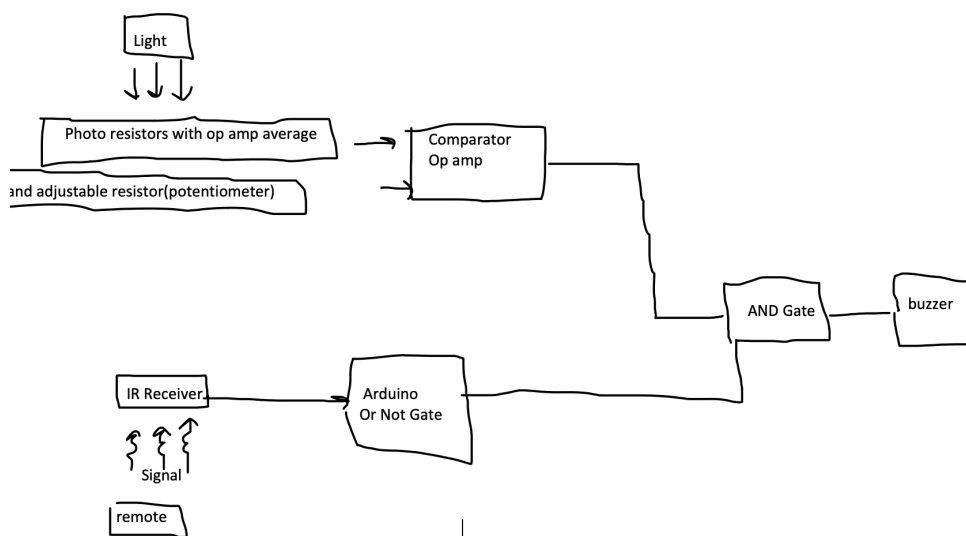 Light
Photo resistors with op amp average
and adjustable resistor(potentiometer)
Comparator
Op amp
AND Gate
buzzer
IR Receiver
Arduino
Or Not Gate
Signal
remote